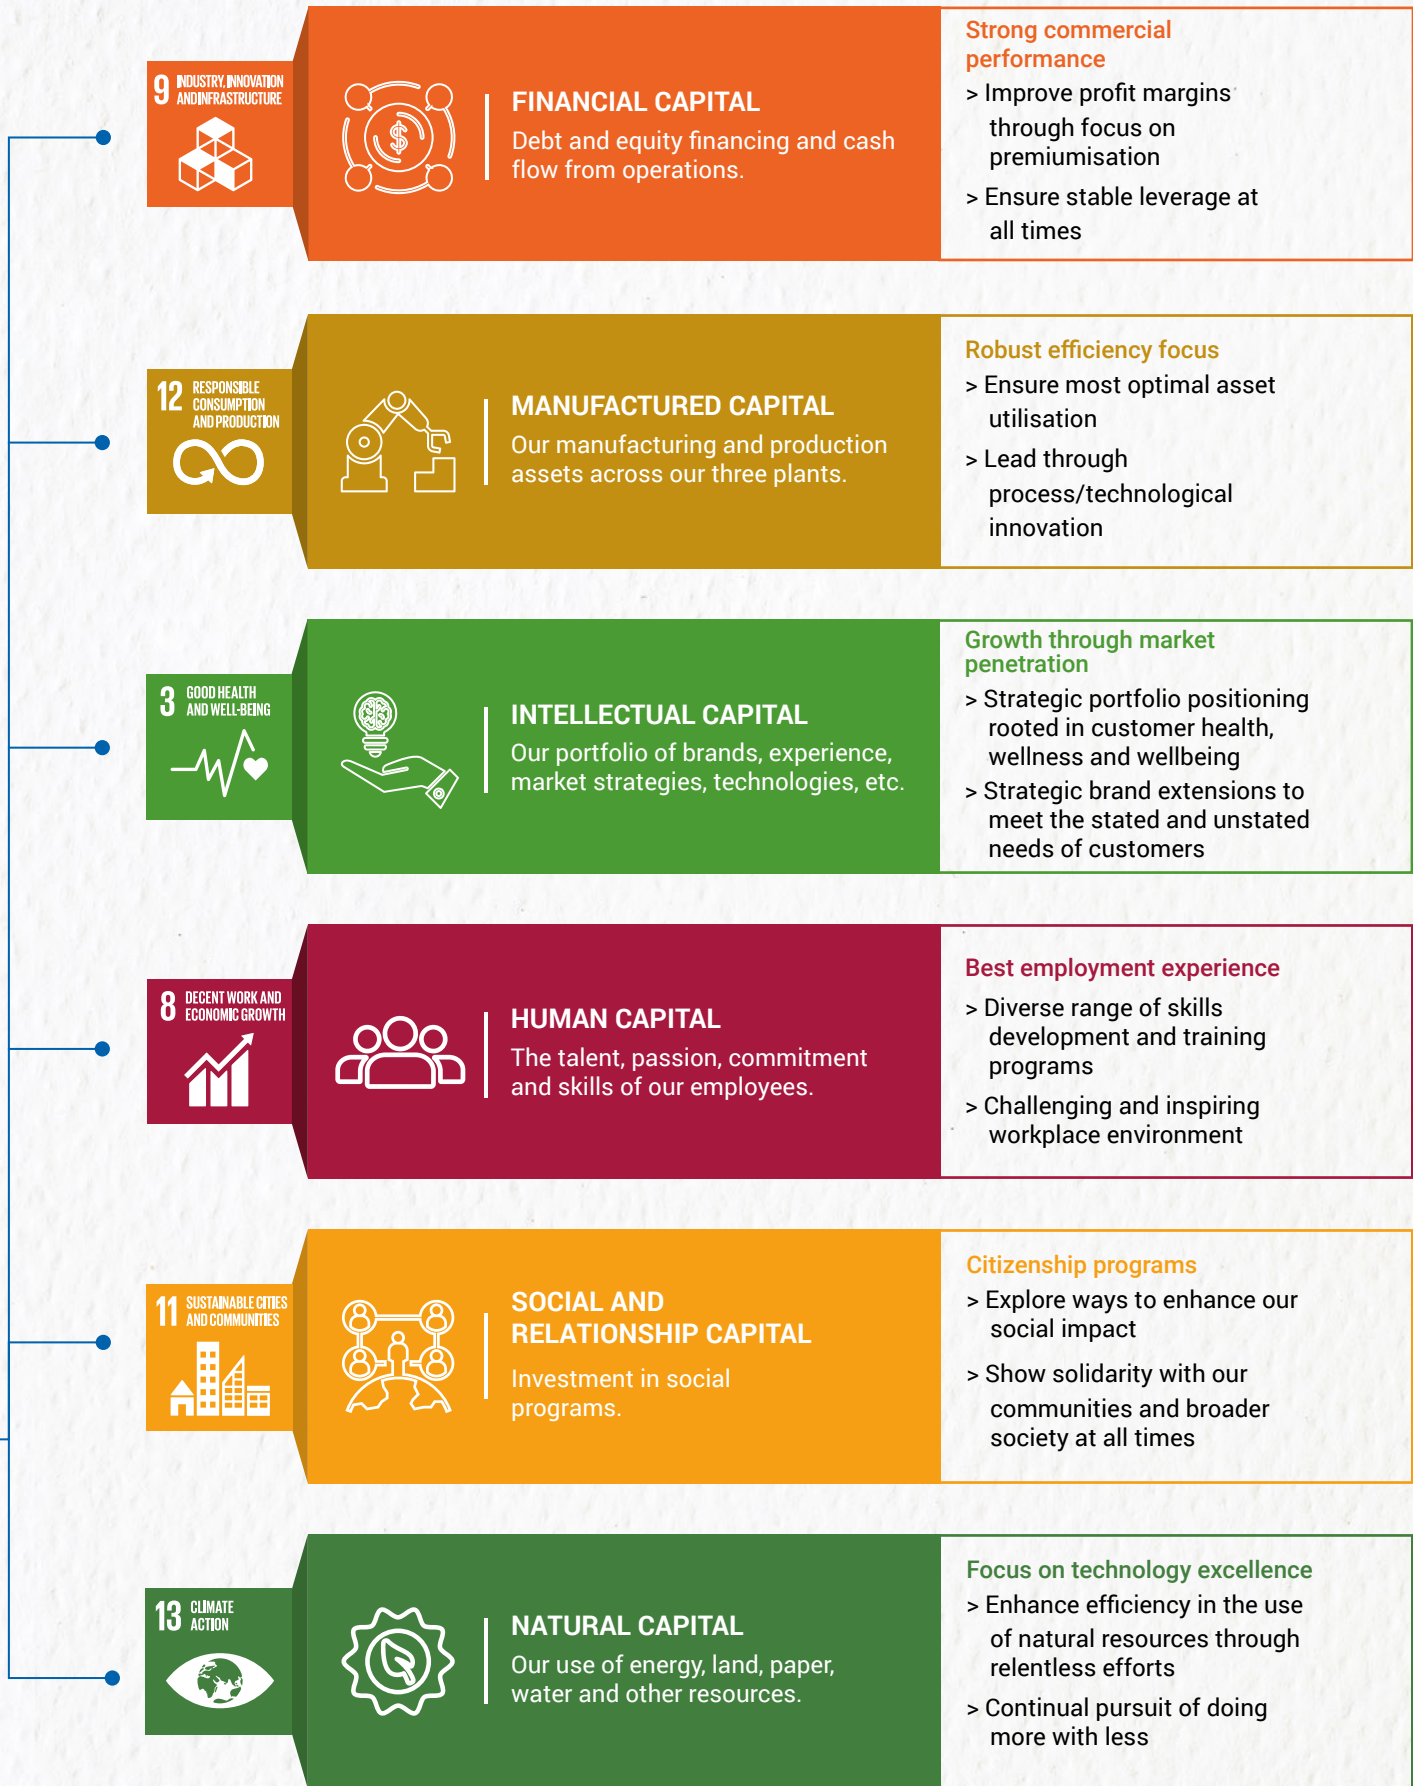 9 INDUSTRY, INNOVATION
AND INFRASTRUCTURE
FINANCIAL CAPITAL
Debt and equity financing and cash
flow from operations.
Strong commercial
performance
> Improve profit margins
through focus on
premiumisation
> Ensure stable leverage at
all times
12 RESPONSIBLE
CONSUMPTION
AND PRODUCTION
MANUFACTURED CAPITAL
Our manufacturing and production
assets across our three plants.
Robust efficiency focus
> Ensure most optimal asset
utilisation
> Lead through
process/technological
innovation
3 GOOD HEALTH
AND WELL-BEING
INTELLECTUAL CAPITAL
Our portfolio of brands, experience,
market strategies, technologies, etc.
Growth through market
penetration
> Strategic portfolio positioning
rooted in customer health,
wellness and wellbeing
> Strategic brand extensions to
meet the stated and unstated
needs of customers
8 DECENT WORK AND
ECONOMIC GROWTH
HUMAN CAPITAL
The talent, passion, commitment
and skills of our employees.
Best employment experience
> Diverse range of skills
development and training
programs
> Challenging and inspiring
workplace environment
11 SUSTAINABLE CITIES
AND COMMUNITIES
SOCIAL AND
RELATIONSHIP CAPITAL
Investment in social
programs.
Citizenship programs
> Explore ways to enhance our
social impact
> Show solidarity with our
communities and broader
society at all times
13 CLIMATE
ACTION
NATURAL CAPITAL
Our use of energy, land, paper,
water and other resources.
Focus on technology excellence
> Enhance efficiency in the use
of natural resources through
relentless efforts
> Continual pursuit of doing
more with less